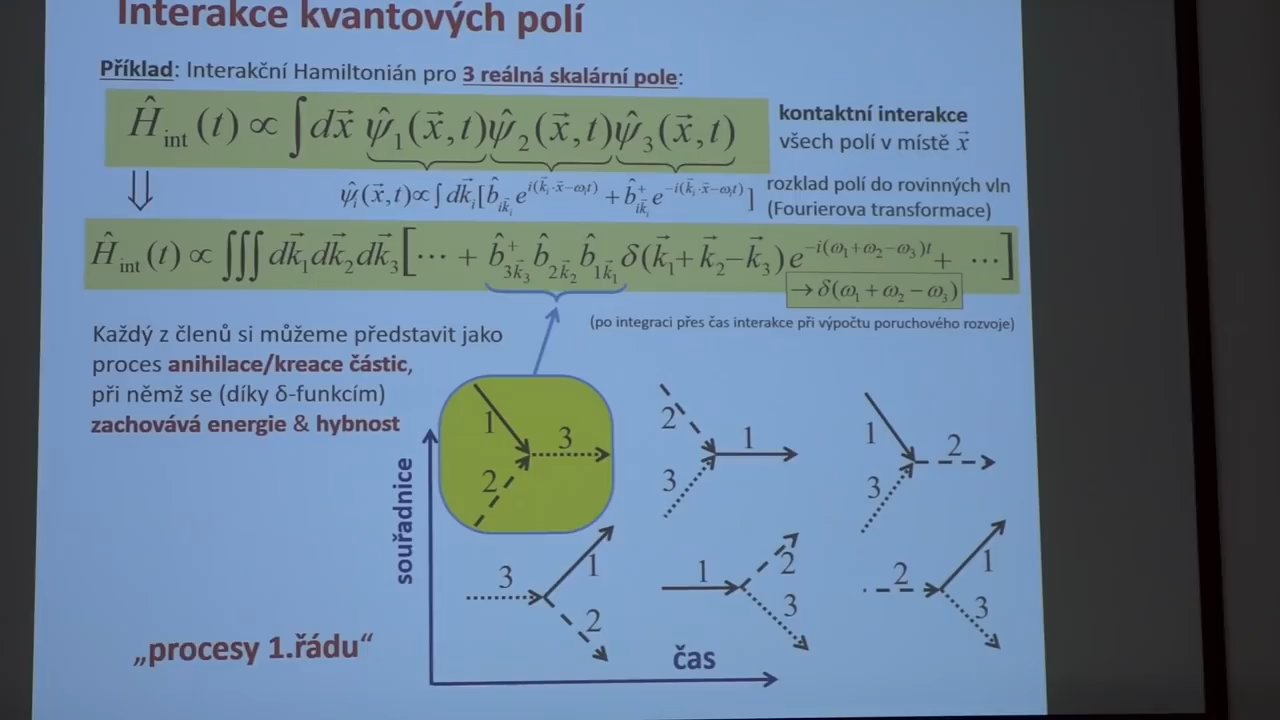 Interakce kvantových polí
Příklad: Interakční Hamiltonián pro 3 reálná skalární pole:
Ĥ_int (t) ∝ ∫dx⃗ ψ̂₁(x⃗,t)ψ̂₂(x⃗,t)ψ̂₃(x⃗,t)
kontaktní interakce
všech polí v místě x⃗
⇓
ψ̂ᵢ(x⃗,t)∝∫dk⃗ᵢ[b̂_{ik⃗ᵢ} e^{i(k⃗ᵢ·x⃗−ωᵢt)} + b̂⁺_{ik⃗ᵢ} e^{−i(k⃗ᵢ·x⃗−ωᵢt)}]
rozklad polí do rovinných vln
(Fourierova transformace)
Ĥ_int (t) ∝ ∫∫∫ dk⃗₁dk⃗₂dk⃗₃[⋯ + b̂⁺_{3k⃗₃} b̂_{2k⃗₂} b̂_{1k⃗₁} δ(k⃗₁+k⃗₂−k⃗₃) e^{−i(ω₁+ω₂−ω₃)t} + ⋯]
→ δ(ω₁+ω₂−ω₃)
(po integraci přes čas interakce při výpočtu poruchového rozvoje)
Každý z členů si můžeme představit jako
proces anihilace/kreace částic,
při němž se (díky δ-funkcím)
zachovává energie & hybnost
1 2 3
2 3 1
1 3 2
3 1 2
1 2 3
2 1 3
souřadnice
„procesy 1.řádu“
čas